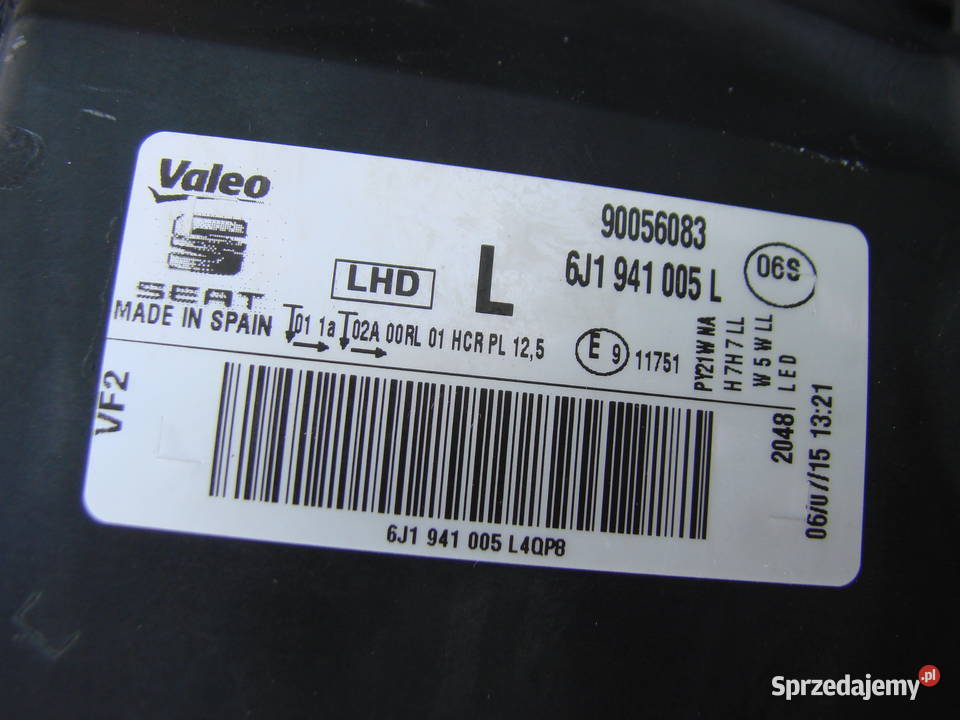 Valeo
SEAT
MADE IN SPAIN
LHD
L
90056083
6J1 941 005 L
06S
01 1a 02A 00RL 01 HCR PL 12,5
E 9 11751
PY21W NA
H7H7 LL
W5W LL
LED
VF2
2048
06/07/15 13:21
6J1 941 005 L4QP8
Sprzedajemy.pl